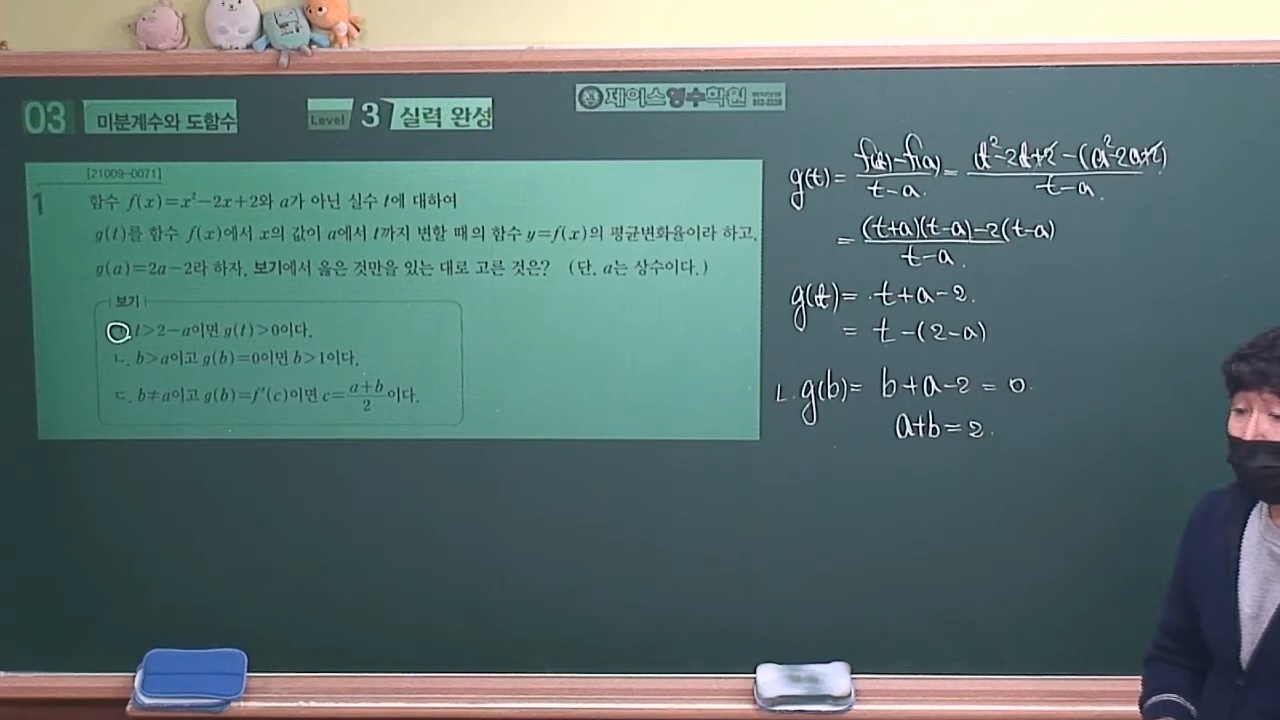 03 미분계수와 도함수 Level 3 실력 완성
제이스영수학원
[21009-0071]
1 함수 f(x)=x²-2x+2와 a가 아닌 실수 t에 대하여
g(t)를 함수 f(x)에서 x의 값이 a에서 t까지 변할 때의 함수 y=f(x)의 평균변화율이라 하고,
g(a)=2a-2라 하자. 보기에서 옳은 것만을 있는 대로 고른 것은? (단, a는 상수이다.)
보기
t>2-a이면 g(t)>0이다.
ㄴ. b>a이고 g(b)=0이면 b>1이다.
ㄷ. b≠a이고 g(b)=f'(c)이면 c=(a+b)/2이다.
g(t)= (f(t)-f(a))/(t-a) = (t²-2t+2-(a²-2a+2))/(t-a)
= ((t+a)(t-a)-2(t-a))/(t-a)
g(t)= t+a-2.
= t-(2-a)
ㄴ. g(b)= b+a-2=0.
a+b=2.